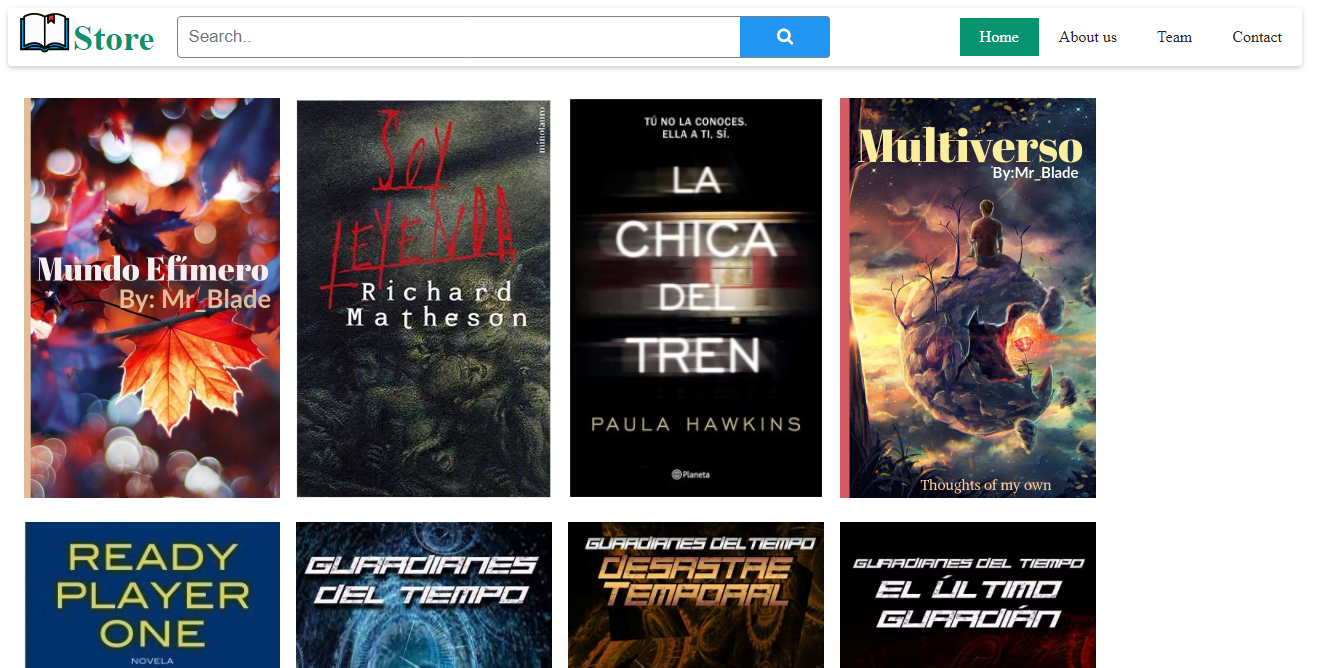 Store
Search..
Home
About us
Team
Contact
Mundo Efímero
By: Mr_Blade
minotauro
SOY
LEYENDA
Richard
Matheson
TÚ NO LA CONOCES.
ELLA A TI, SÍ.
LA
CHICA
DEL
TREN
PAULA HAWKINS
Planeta
Multiverso
By:Mr_Blade
Thoughts of my own
READY
PLAYER
ONE
NOVELA
GUARDIANES
DEL TIEMPO
GUARDIANES DEL TIEMPO
DESASTRE
TEMPORAL
GUARDIANES DEL TIEMPO
EL ÚLTIMO
GUARDIÁN